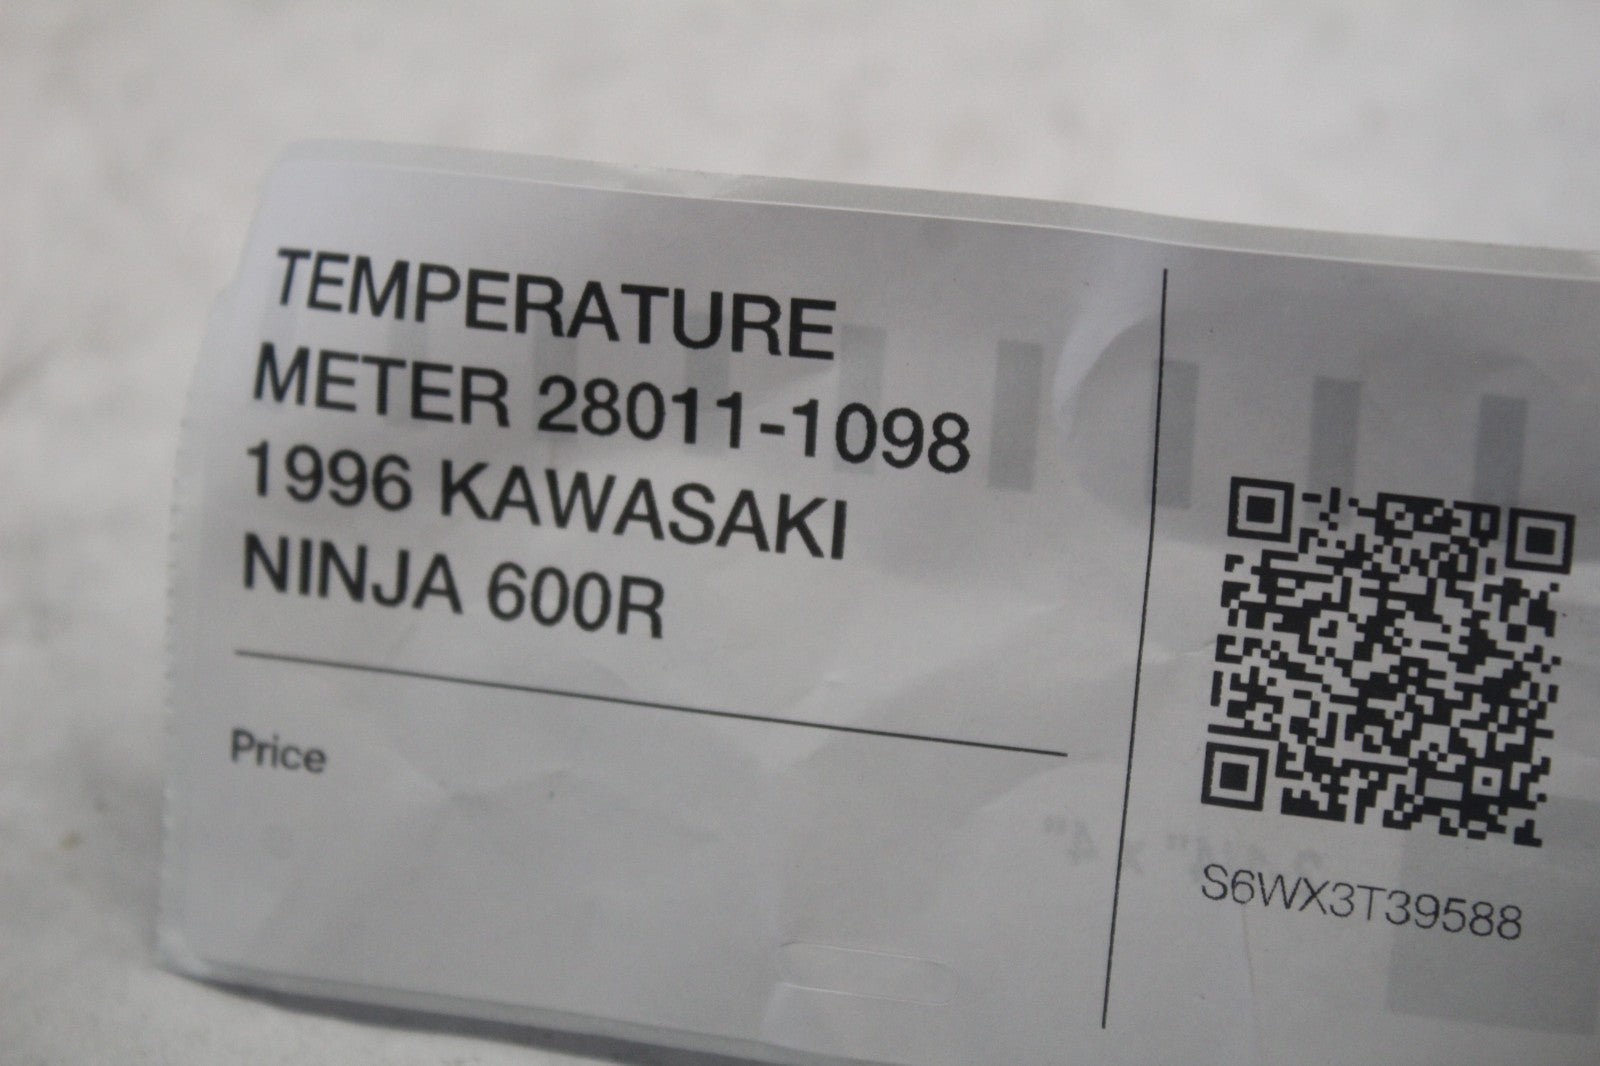 TEMPERATURE
METER 28011-1098
1996 KAWASAKI
NINJA 600R
Price
S6WX3T39588